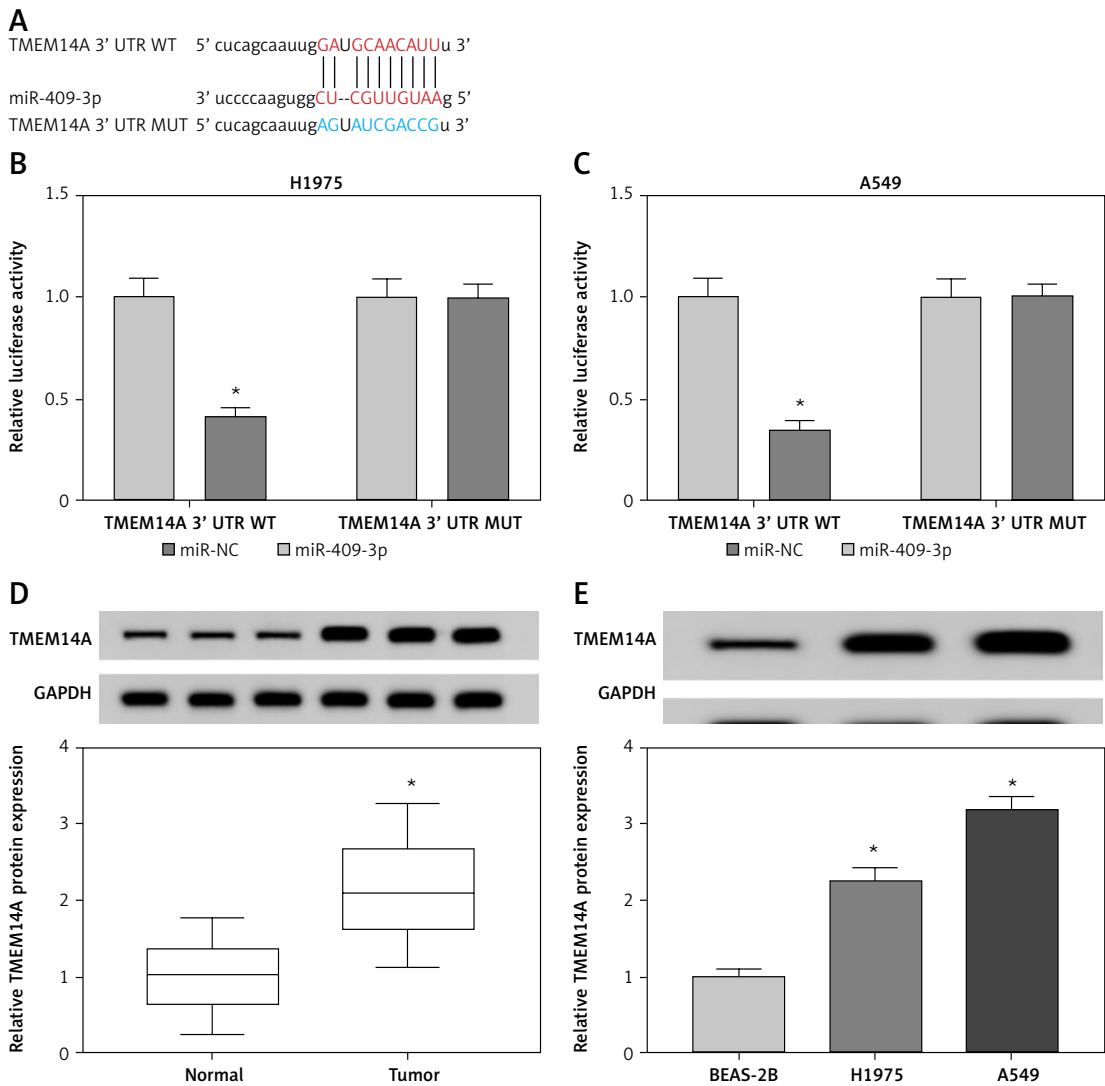 A
TMEM14A 3’ UTR WT 5’ cucagcaauugGAUGCAACAUUu 3’
miR-409-3p 3’ uccccaaguggCU--CGUUGUAAg 5’
TMEM14A 3’ UTR MUT 5’ cucagcaauugAGUAUCGACCGu 3’
B
H1975
Relative luciferase activity
1.5
1.0
0.5
0
*
TMEM14A 3’ UTR WT TMEM14A 3’ UTR MUT
miR-NC miR-409-3p
C
A549
Relative luciferase activity
1.5
1.0
0.5
0
*
TMEM14A 3’ UTR WT TMEM14A 3’ UTR MUT
miR-NC miR-409-3p
D
TMEM14A
GAPDH
Relative TMEM14A protein expression
4
3
2
1
0
*
Normal Tumor
E
TMEM14A
GAPDH
Relative TMEM14A protein expression
4
3
2
1
0
* *
BEAS-2B H1975 A549